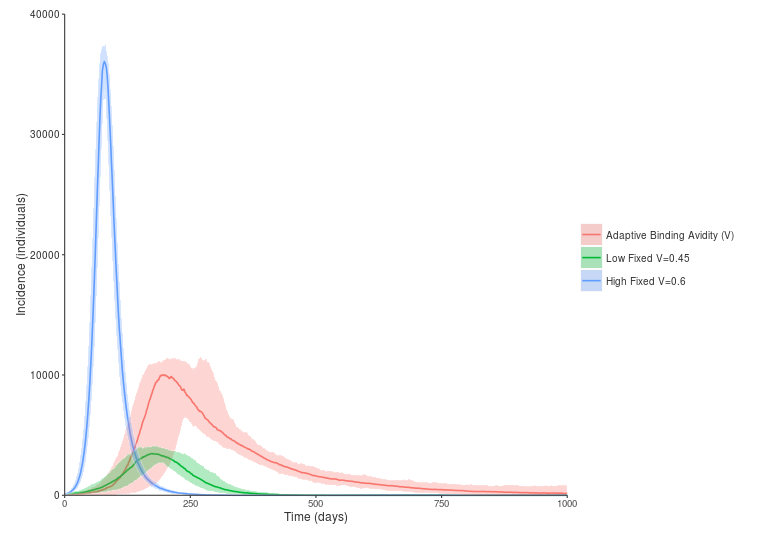 40000
30000
20000
10000
0
Incidence (individuals)
0
250
500
750
1000
Time (days)
Adaptive Binding Avidity (V)
Low Fixed V=0.45
High Fixed V=0.6